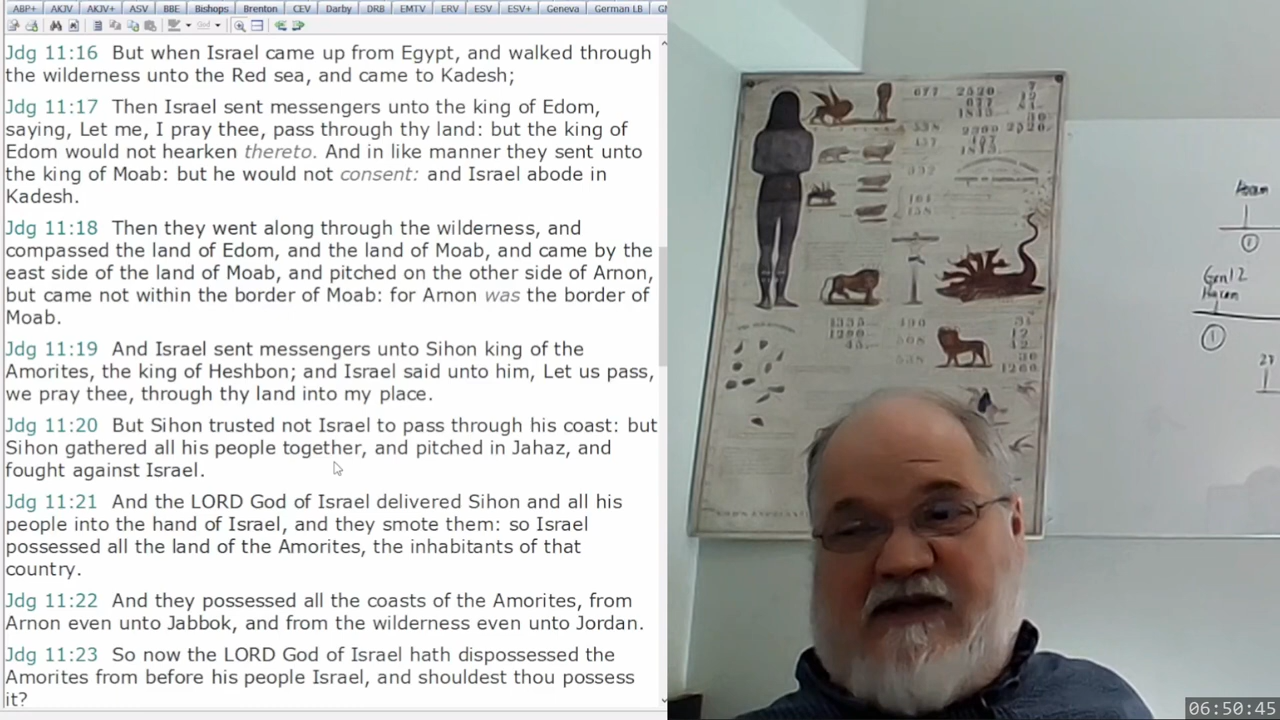 ABP+ AKJV AKJV+ ASV BBE Bishops Brenton CEV Darby DRB EMTV ERV ESV ESV+ Geneva German LB
Jdg 11:16 But when Israel came up from Egypt, and walked through
the wilderness unto the Red sea, and came to Kadesh;
Jdg 11:17 Then Israel sent messengers unto the king of Edom,
saying, Let me, I pray thee, pass through thy land: but the king of
Edom would not hearken thereto. And in like manner they sent unto
the king of Moab: but he would not consent: and Israel abode in
Kadesh.
Jdg 11:18 Then they went along through the wilderness, and
compassed the land of Edom, and the land of Moab, and came by the
east side of the land of Moab, and pitched on the other side of Arnon,
but came not within the border of Moab: for Arnon was the border of
Moab.
Jdg 11:19 And Israel sent messengers unto Sihon king of the
Amorites, the king of Heshbon; and Israel said unto him, Let us pass,
we pray thee, through thy land into my place.
Jdg 11:20 But Sihon trusted not Israel to pass through his coast: but
Sihon gathered all his people together, and pitched in Jahaz, and
fought against Israel.
Jdg 11:21 And the LORD God of Israel delivered Sihon and all his
people into the hand of Israel, and they smote them: so Israel
possessed all the land of the Amorites, the inhabitants of that
country.
Jdg 11:22 And they possessed all the coasts of the Amorites, from
Arnon even unto Jabbok, and from the wilderness even unto Jordan.
Jdg 11:23 So now the LORD God of Israel hath dispossessed the
Amorites from before his people Israel, and shouldest thou possess
it?
677 2520
677
538
1335
490
1290
45
538
30
1260
Gen 12
1
1
06:50:45